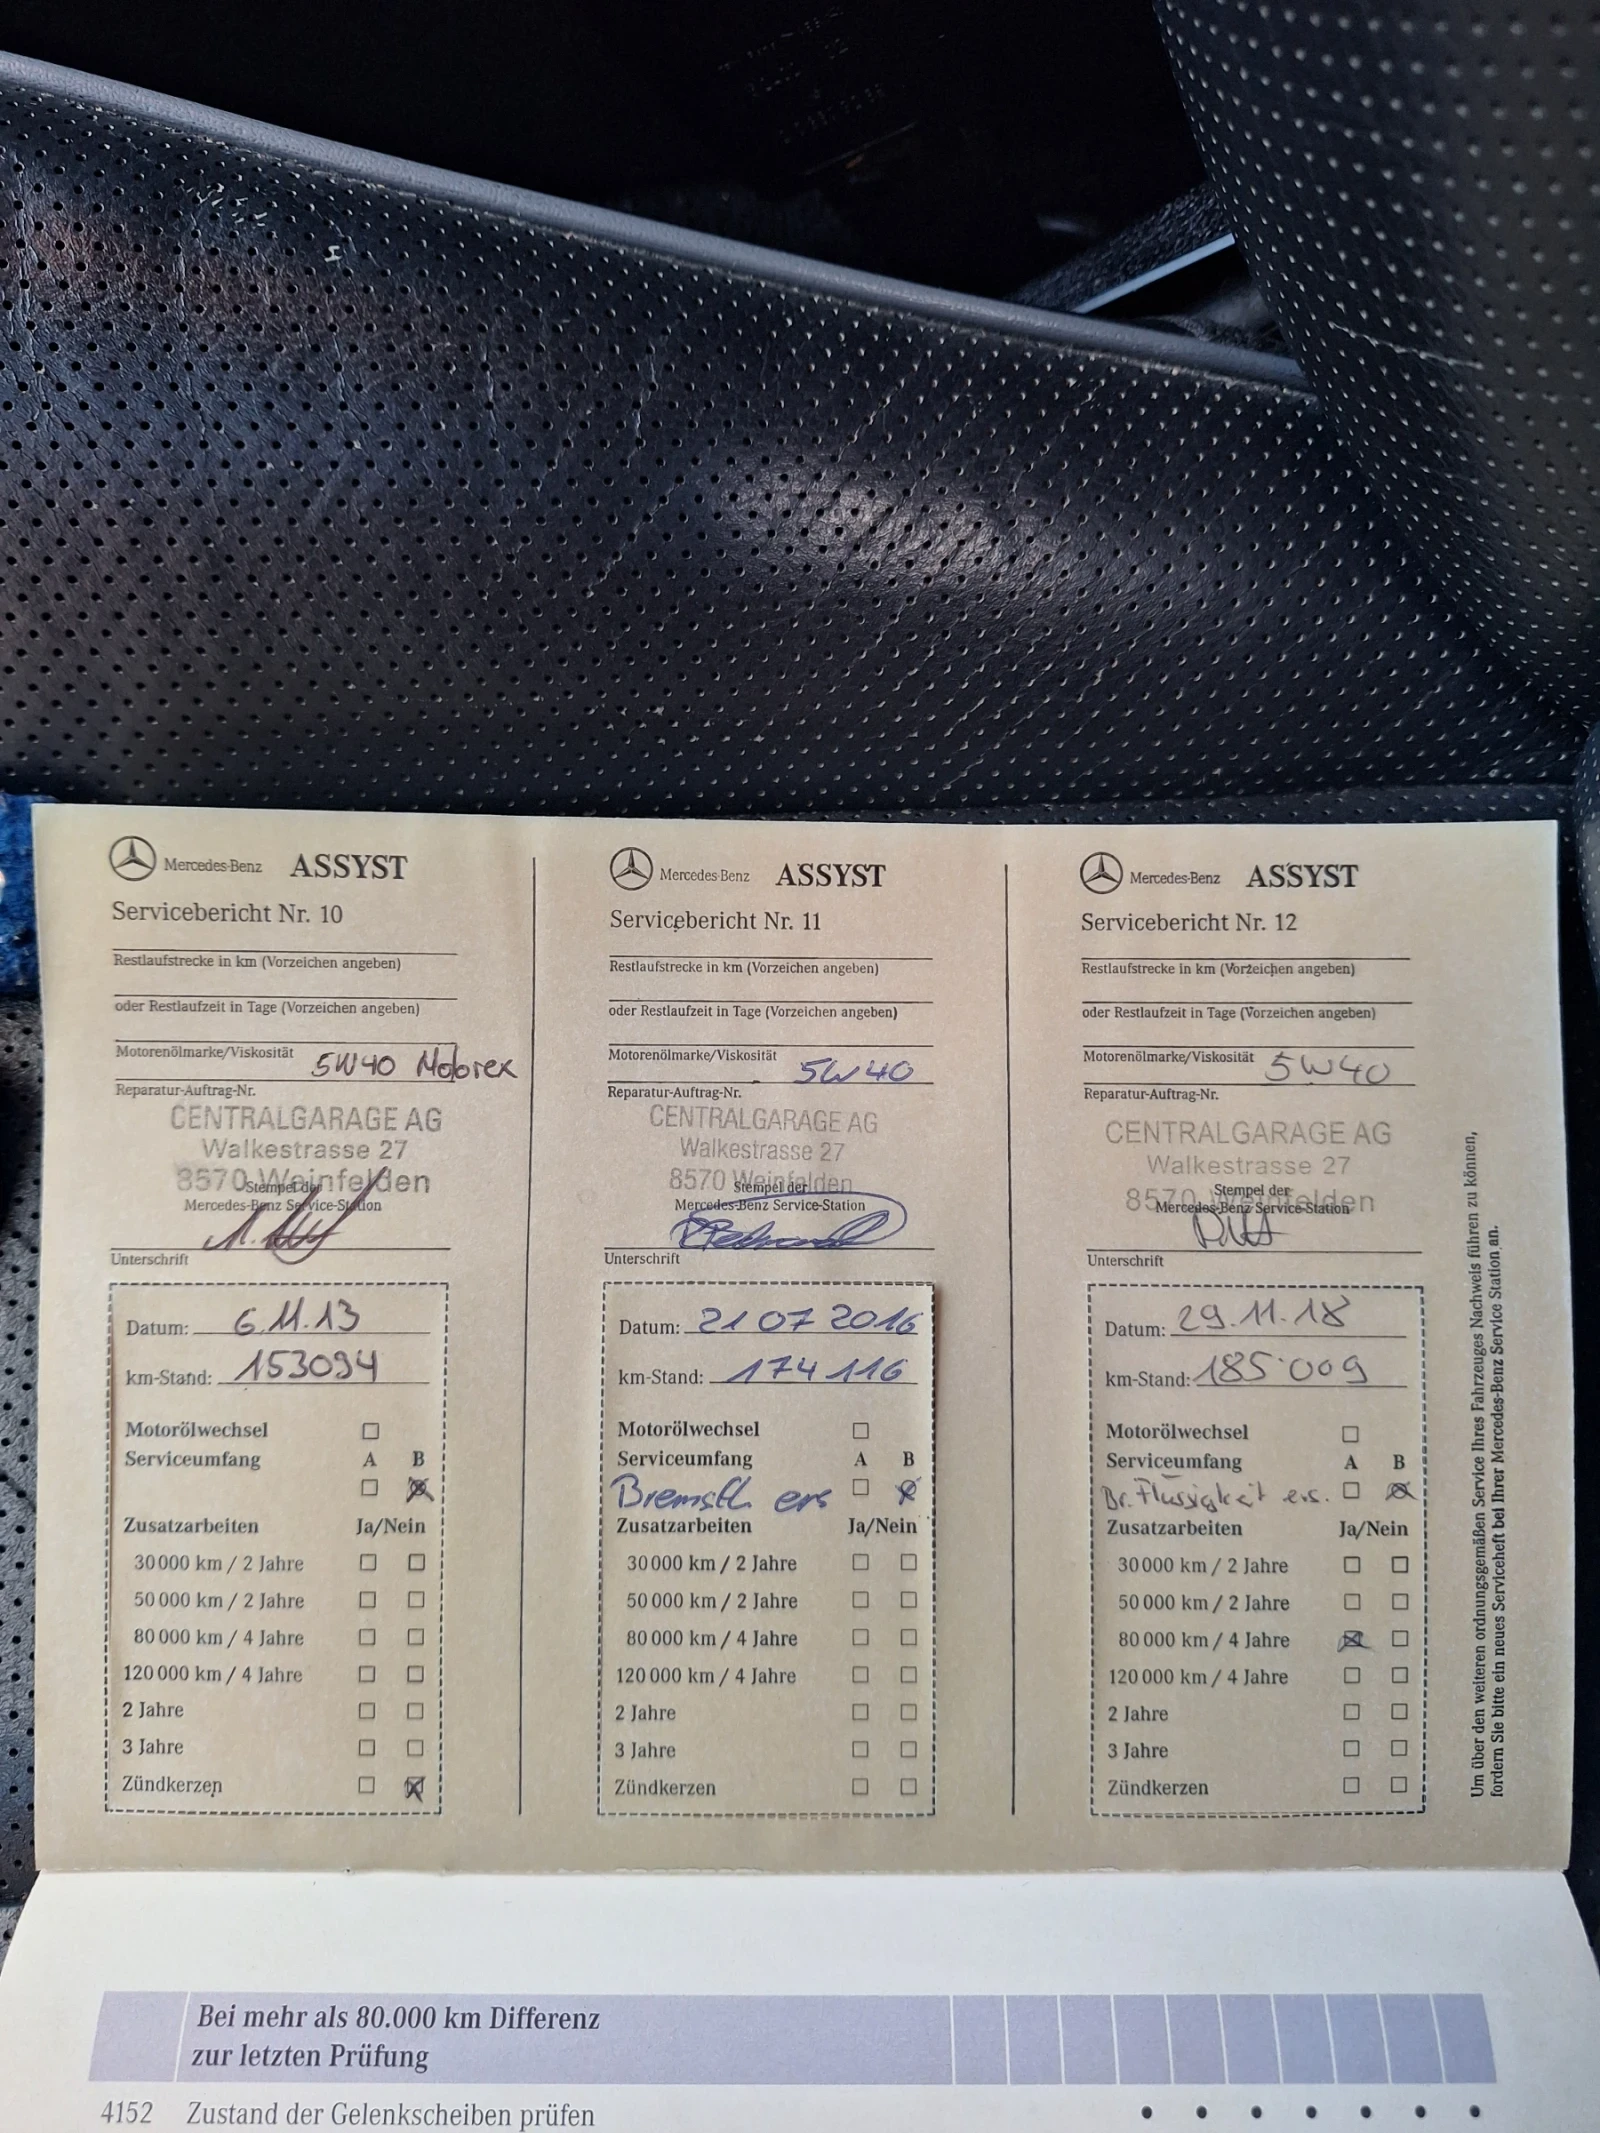 Mercedes-Benz ASSYST
Servicebericht Nr. 10
Restlaufstrecke in km (Vorzeichen angeben)
oder Restlaufzeit in Tage (Vorzeichen angeben)
Motorenölmarke/Viskosität 5W40 Motorex
Reparatur-Auftrag-Nr.
CENTRALGARAGE AG
Walkestrasse 27
8570 Weinfelden
Stempel der
Mercedes-Benz Service-Station
Unterschrift
Datum: 6.11.13
km-Stand: 153094
Motorölwechsel
Serviceumfang A B
Zusatzarbeiten Ja/Nein
30 000 km / 2 Jahre
50 000 km / 2 Jahre
80 000 km / 4 Jahre
120 000 km / 4 Jahre
2 Jahre
3 Jahre
Zündkerzen
Mercedes-Benz ASSYST
Servicebericht Nr. 11
Restlaufstrecke in km (Vorzeichen angeben)
oder Restlaufzeit in Tage (Vorzeichen angeben)
Motorenölmarke/Viskosität 5W40
Reparatur-Auftrag-Nr.
CENTRALGARAGE AG
Walkestrasse 27
8570 Weinfelden
Stempel der
Mercedes-Benz Service-Station
Unterschrift
Datum: 21 07 2016
km-Stand: 174 116
Motorölwechsel
Serviceumfang A B
ers
Zusatzarbeiten Ja/Nein
30 000 km / 2 Jahre
50 000 km / 2 Jahre
80 000 km / 4 Jahre
120 000 km / 4 Jahre
2 Jahre
3 Jahre
Zündkerzen
Mercedes-Benz ASSYST
Servicebericht Nr. 12
Restlaufstrecke in km (Vorzeichen angeben)
oder Restlaufzeit in Tage (Vorzeichen angeben)
Motorenölmarke/Viskosität 5W40
Reparatur-Auftrag-Nr.
CENTRALGARAGE AG
Walkestrasse 27
8570 Weinfelden
Stempel der
Mercedes-Benz Service-Station
Unterschrift
Datum: 29.11.18
km-Stand: 185'009
Motorölwechsel
Serviceumfang A B
Br. Flüssigkeit ers.
Zusatzarbeiten Ja/Nein
30 000 km / 2 Jahre
50 000 km / 2 Jahre
80 000 km / 4 Jahre
120 000 km / 4 Jahre
2 Jahre
3 Jahre
Zündkerzen
Um über den weiteren ordnungsgemäßen Service Ihres Fahrzeuges Nachweis führen zu können,
fordern Sie bitte ein neues Serviceheft bei Ihrer Mercedes-Benz Service Station an.
Bei mehr als 80.000 km Differenz
zur letzten Prüfung
4152 Zustand der Gelenkscheiben prüfen